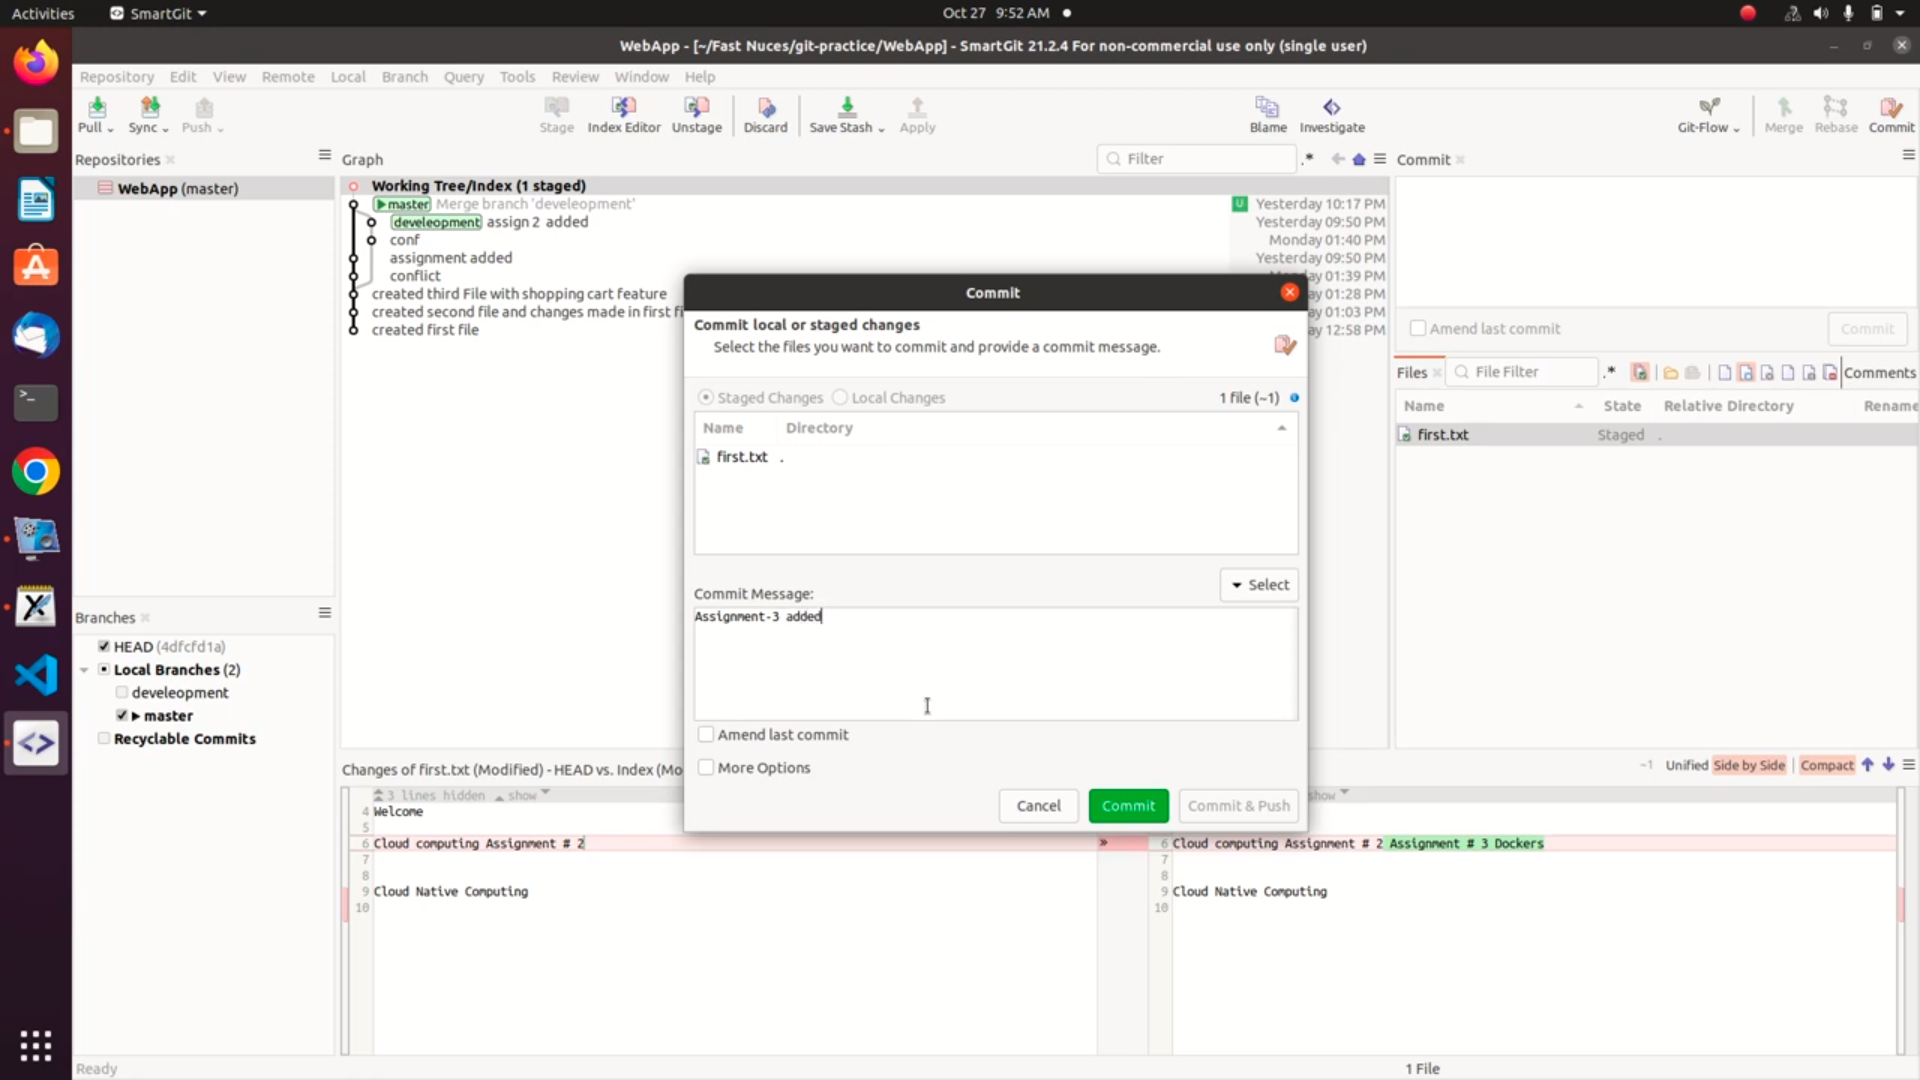 Activities SmartGit Oct 27 9:52 AM
WebApp - [~/Fast Nuces/git-practice/WebApp] - SmartGit 21.2.4 For non-commercial use only (single user)
Repository Edit View Remote Local Branch Query Tools Review Window Help
Pull Sync Push Stage Index Editor Unstage Discard Save Stash Apply Blame Investigate Git-Flow Merge Rebase Commit
Repositories Graph Filter .* Commit
WebApp (master)
Working Tree/Index (1 staged)
master Merge branch 'develeopment' U Yesterday 10:17 PM
develeopment assign 2 added Yesterday 09:50 PM
conf Monday 01:40 PM
assignment added Yesterday 09:50 PM
conflict ay 01:39 PM
created third File with shopping cart feature ay 01:28 PM
created second file and changes made in first fi ay 01:03 PM
created first file ay 12:58 PM
Amend last commit Commit
Files File Filter .* Comments
Name State Relative Directory Rename
first.txt Staged .
Commit
Commit local or staged changes
Select the files you want to commit and provide a commit message.
Staged Changes Local Changes 1 file (~1)
Name Directory
first.txt .
Select
Commit Message:
Assignment-3 added
Amend last commit
More Options
Cancel Commit Commit & Push
Branches
HEAD (4dfcfd1a)
Local Branches (2)
develeopment
master
Recyclable Commits
Changes of first.txt (Modified) - HEAD vs. Index (Mo ~1 Unified Side by Side Compact
3 lines hidden show show
4 Welcome
5
6 Cloud computing Assignment # 2 6 Cloud computing Assignment # 2 Assignment # 3 Dockers
7 7
8 8
9 Cloud Native Computing 9 Cloud Native Computing
10 10
Ready 1 File